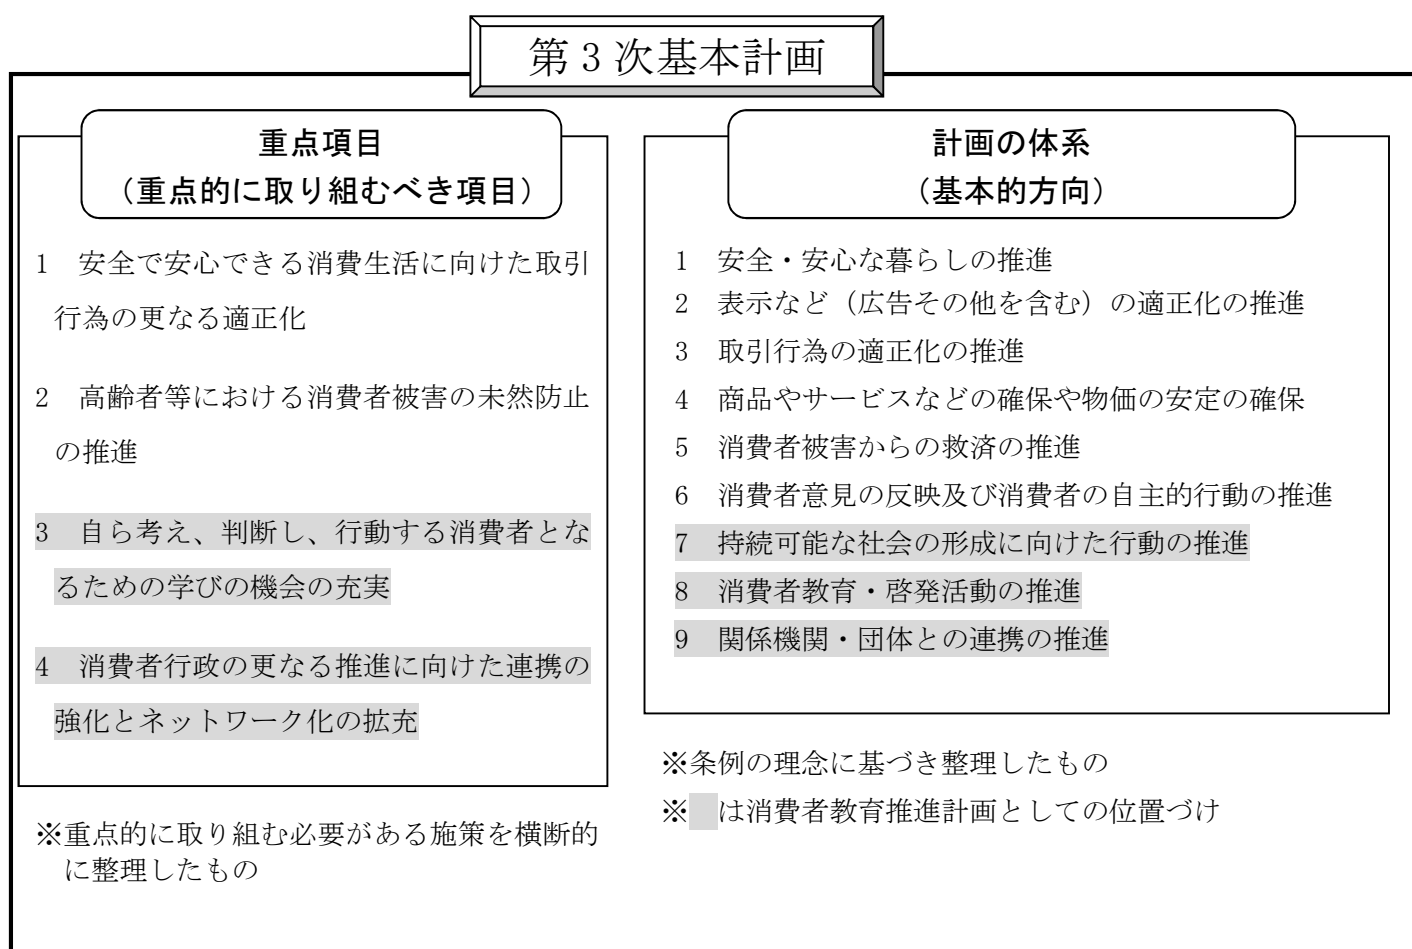 第3次基本計画
重点項目
(重点的に取り組むべき項目)
1　安全で安心できる消費生活に向けた取引
行為の更なる適正化
2　高齢者等における消費者被害の未然防止
の推進
3　自ら考え、判断し、行動する消費者とな
るための学びの機会の充実
4　消費者行政の更なる推進に向けた連携の
強化とネットワーク化の拡充
※重点的に取り組む必要がある施策を横断的
に整理したもの
計画の体系
(基本的方向)
1　安全・安心な暮らしの推進
2　表示など（広告その他を含む）の適正化の推進
3　取引行為の適正化の推進
4　商品やサービスなどの確保や物価の安定の確保
5　消費者被害からの救済の推進
6　消費者意見の反映及び消費者の自主的行動の推進
7　持続可能な社会の形成に向けた行動の推進
8　消費者教育・啓発活動の推進
9　関係機関・団体との連携の推進
※条例の理念に基づき整理したもの
※　は消費者教育推進計画としての位置づけ